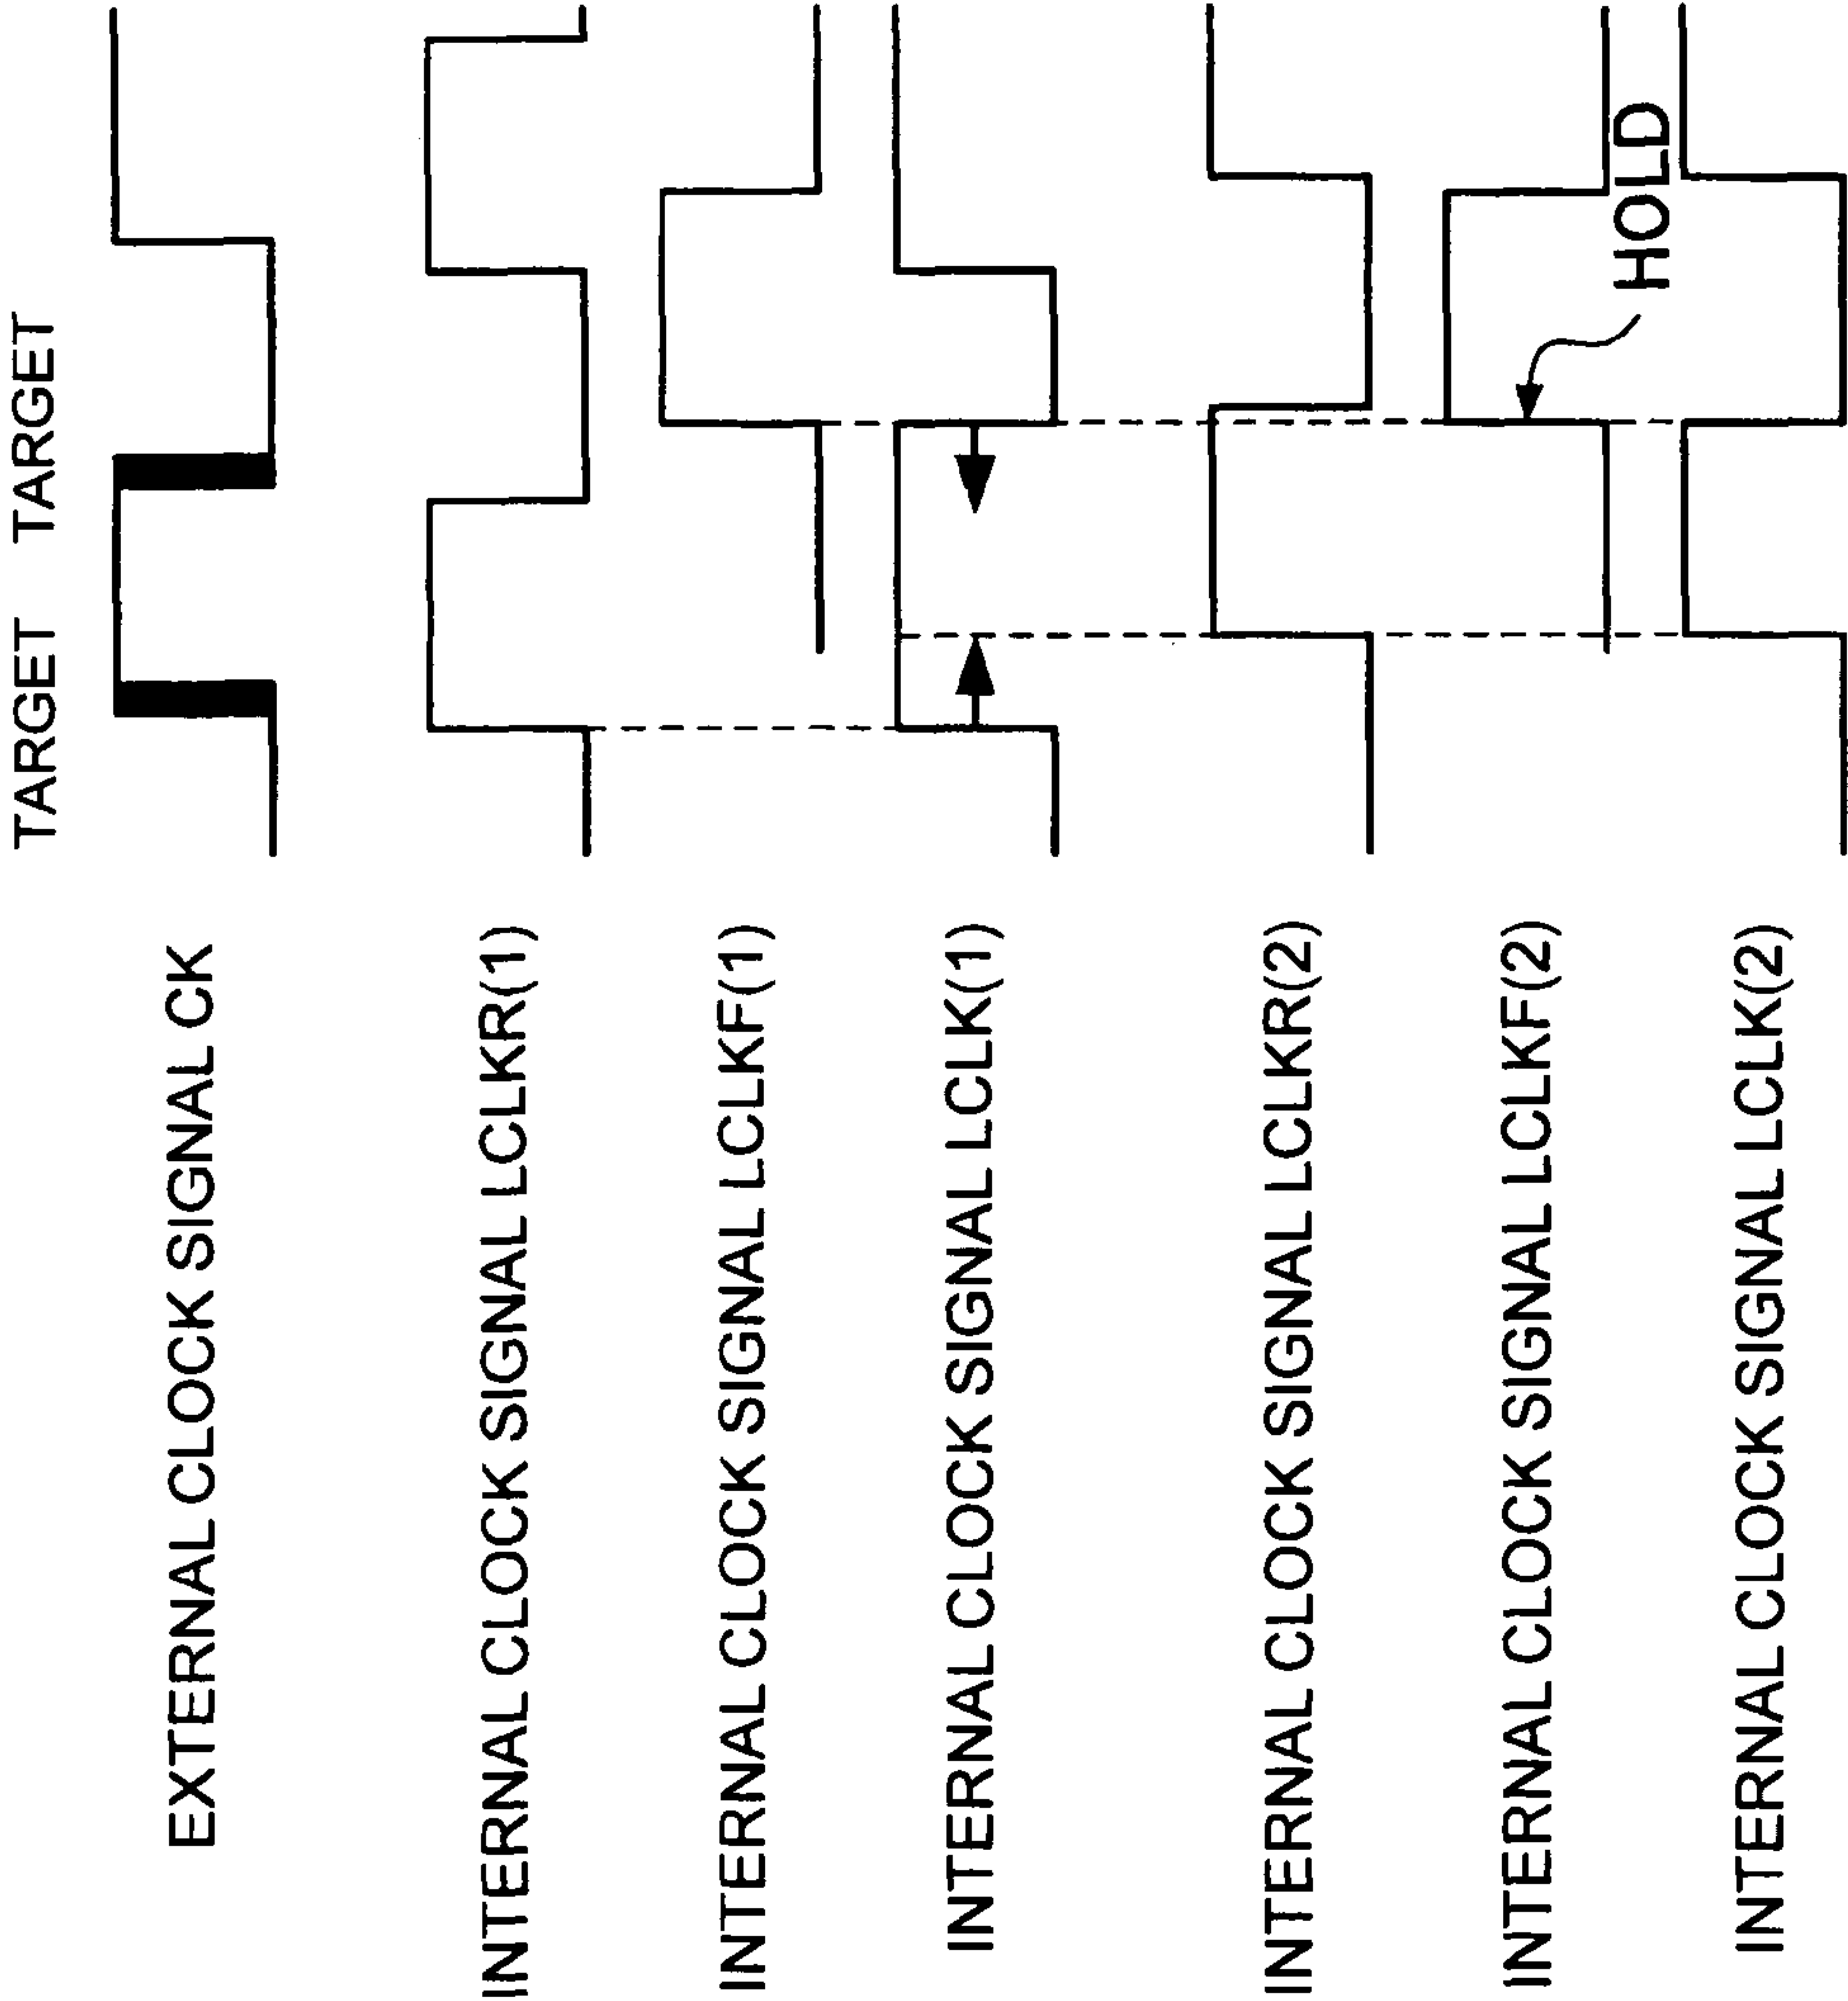 TARGET TARGET
EXTERNAL CLOCK SIGNAL CK
INTERNAL CLOCK SIGNAL LCLKR(1)
INTERNAL CLOCK SIGNAL LCLKF(1)
INTERNAL CLOCK SIGNAL LCLK(1)
INTERNAL CLOCK SIGNAL LCLKR(2)
INTERNAL CLOCK SIGNAL LCLKF(2)
HOLD
INTERNAL CLOCK SIGNAL LCLK(2)